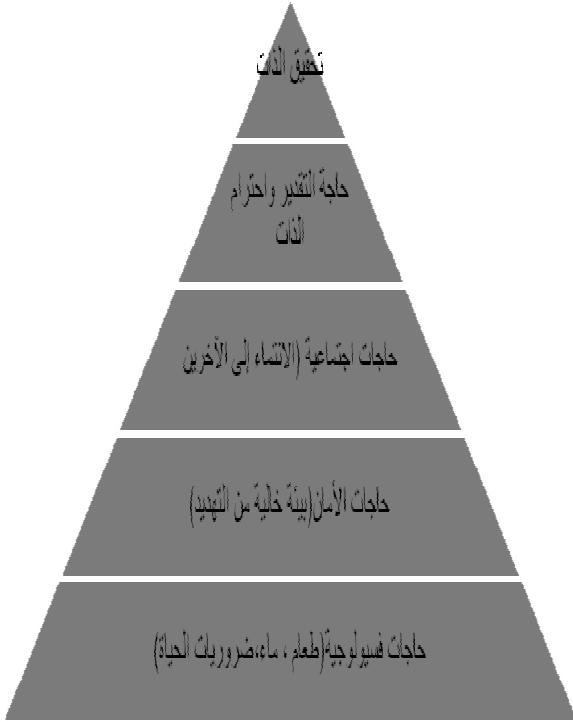 تحقيق الذات
حاجة التقدير واحترام
الذات
حاجات اجتماعية (الانتماء إلى الأخرين
حاجات الأمان(بيئة خالية من التهديد)
حاجات فسيولوجية(طعام ، ماء،ضروريات الحياة)